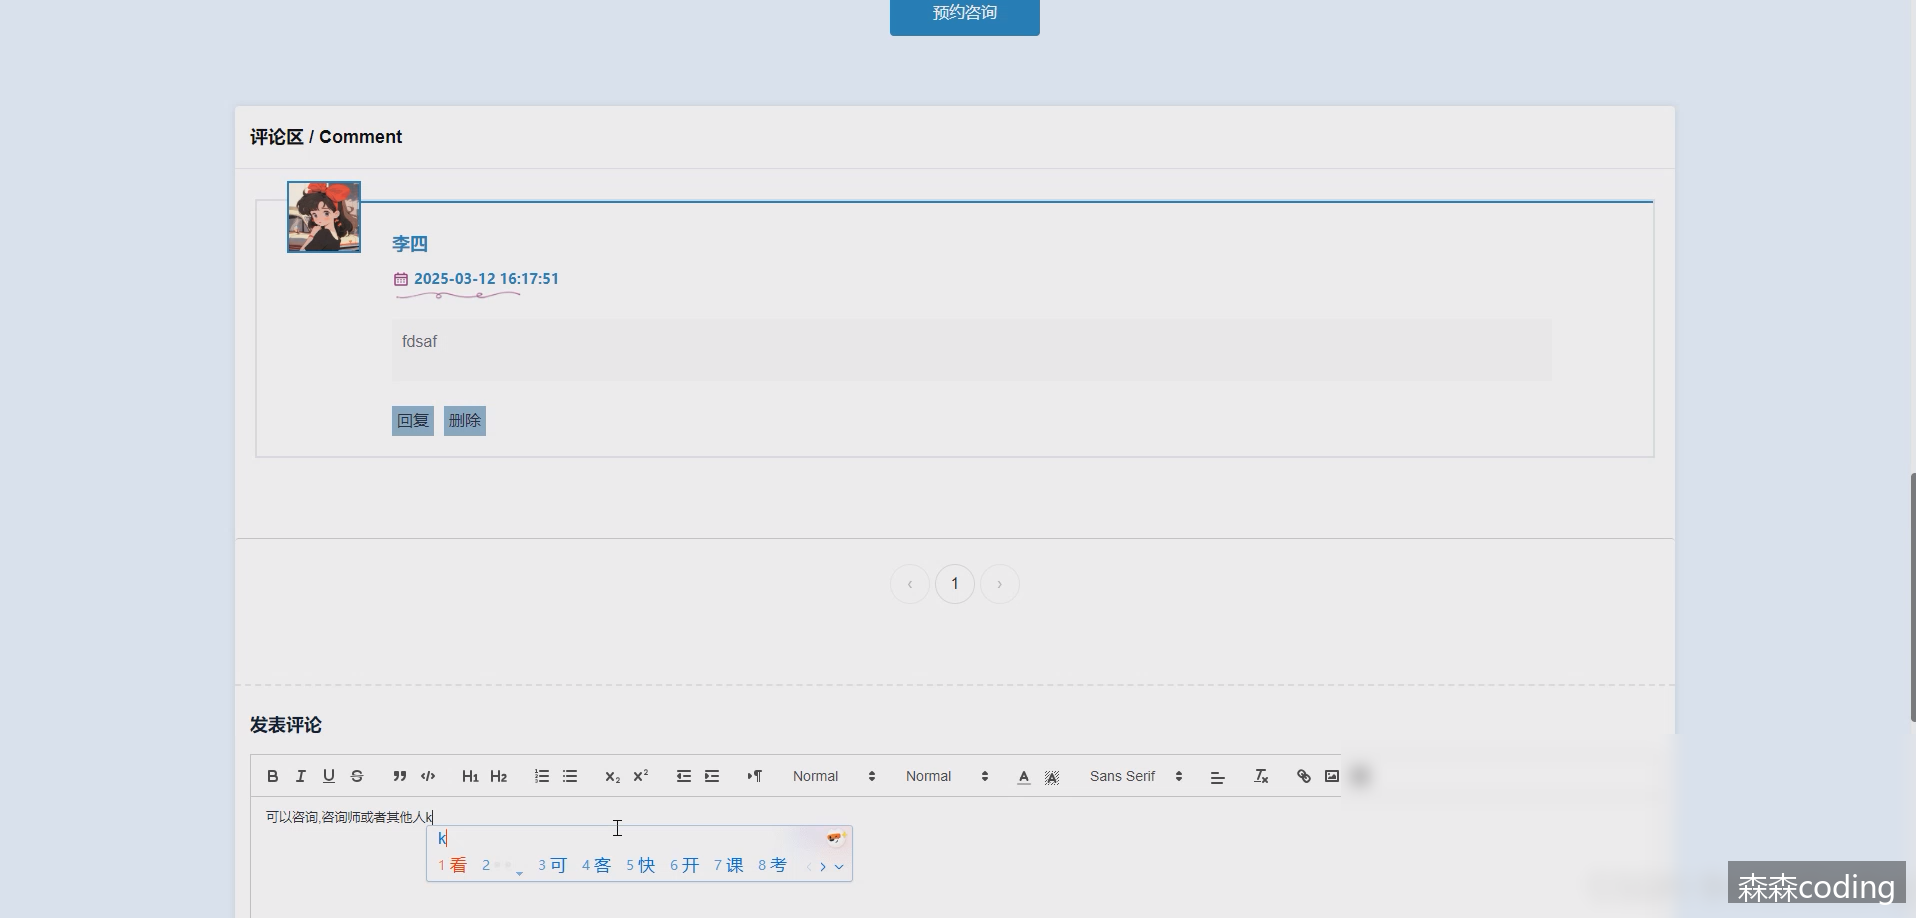 预约咨询
评论区 / Comment
李四
2025-03-12 16:17:51
fdsaf
回复 删除
‹ 1 ›
发表评论
B I U S H1 H2 X2 X2 Normal Normal A A Sans Serif Tx
可以咨询,咨询师或者其他人k
k
1 看 2 3 可 4 客 5 快 6 开 7 课 8 考
森森coding